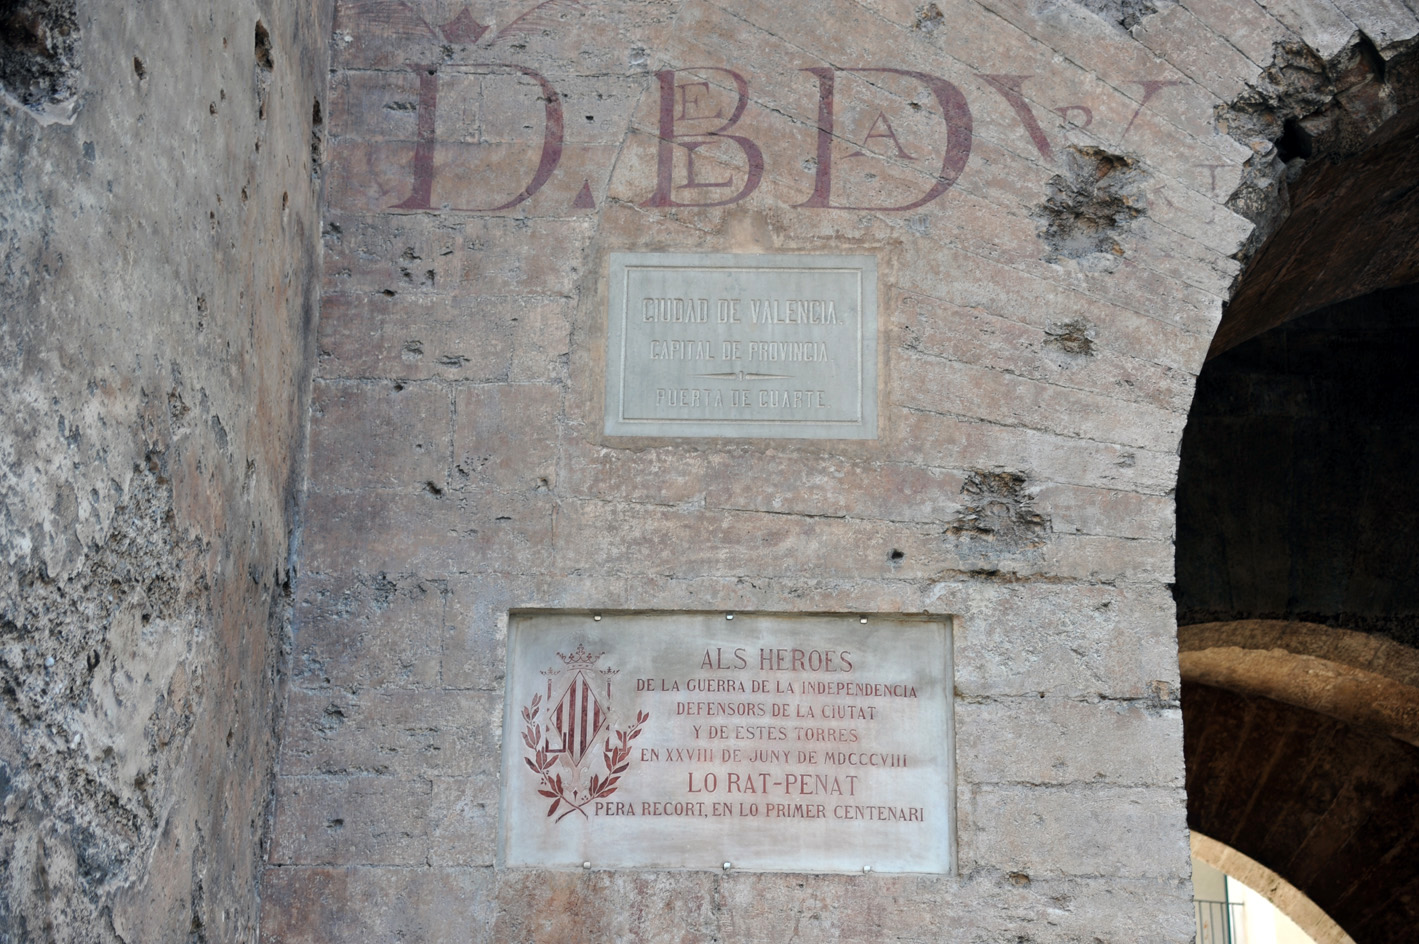 CIUDAD DE VALENCIA.
CAPITAL DE PROVINCIA.
PUERTA DE CUARTE.
ALS HEROES
DE LA GUERRA DE LA INDEPENDENCIA
DEFENSORS DE LA CIUTAT
Y DE ESTES TORRES
EN XXVIII DE JUNY DE MDCCCVIII
LO RAT-PENAT
PERA RECORT, EN LO PRIMER CENTENARI